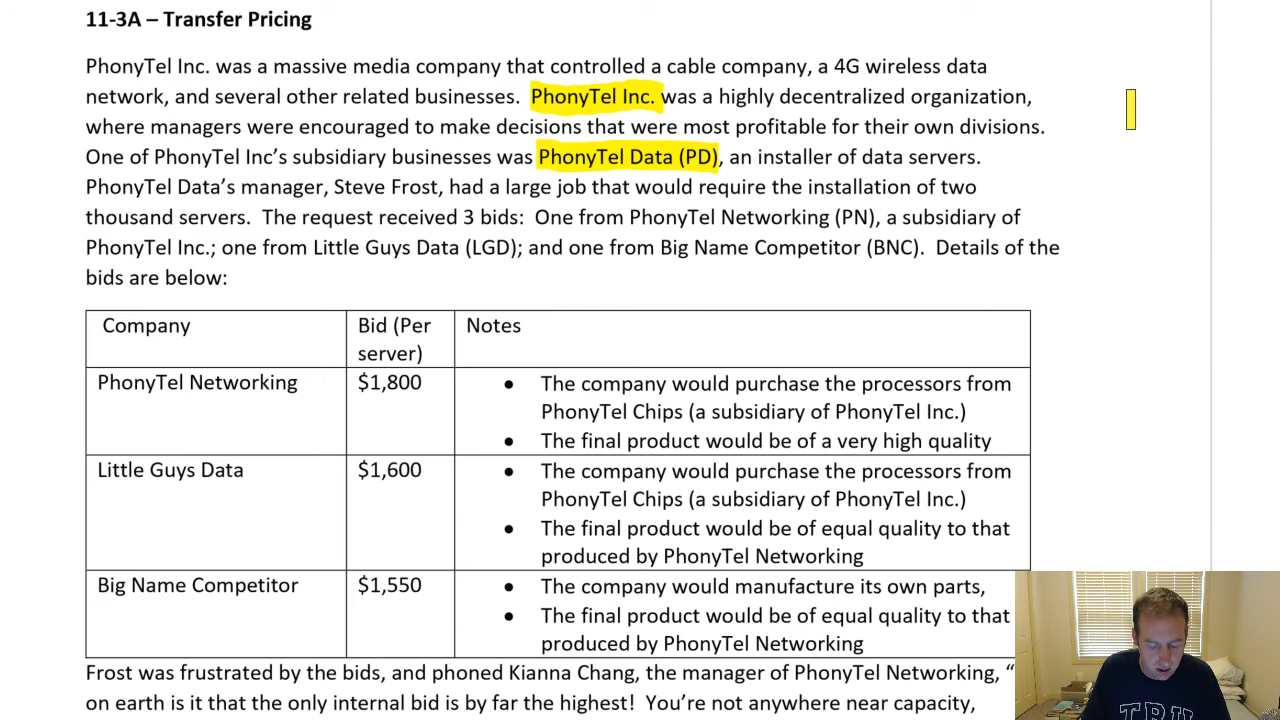 11-3A – Transfer Pricing
PhonyTel Inc. was a massive media company that controlled a cable company, a 4G wireless data
network, and several other related businesses. PhonyTel Inc. was a highly decentralized organization,
where managers were encouraged to make decisions that were most profitable for their own divisions.
One of PhonyTel Inc's subsidiary businesses was PhonyTel Data (PD), an installer of data servers.
PhonyTel Data's manager, Steve Frost, had a large job that would require the installation of two
thousand servers. The request received 3 bids: One from PhonyTel Networking (PN), a subsidiary of
PhonyTel Inc.; one from Little Guys Data (LGD); and one from Big Name Competitor (BNC). Details of the
bids are below:
Company Bid (Per Notes
server)
PhonyTel Networking $1,800 • The company would purchase the processors from
PhonyTel Chips (a subsidiary of PhonyTel Inc.)
• The final product would be of a very high quality
Little Guys Data $1,600 • The company would purchase the processors from
PhonyTel Chips (a subsidiary of PhonyTel Inc.)
• The final product would be of equal quality to that
produced by PhonyTel Networking
Big Name Competitor $1,550 • The company would manufacture its own parts,
• The final product would be of equal quality to that
produced by PhonyTel Networking
Frost was frustrated by the bids, and phoned Kianna Chang, the manager of PhonyTel Networking, "
on earth is it that the only internal bid is by far the highest! You're not anywhere near capacity,